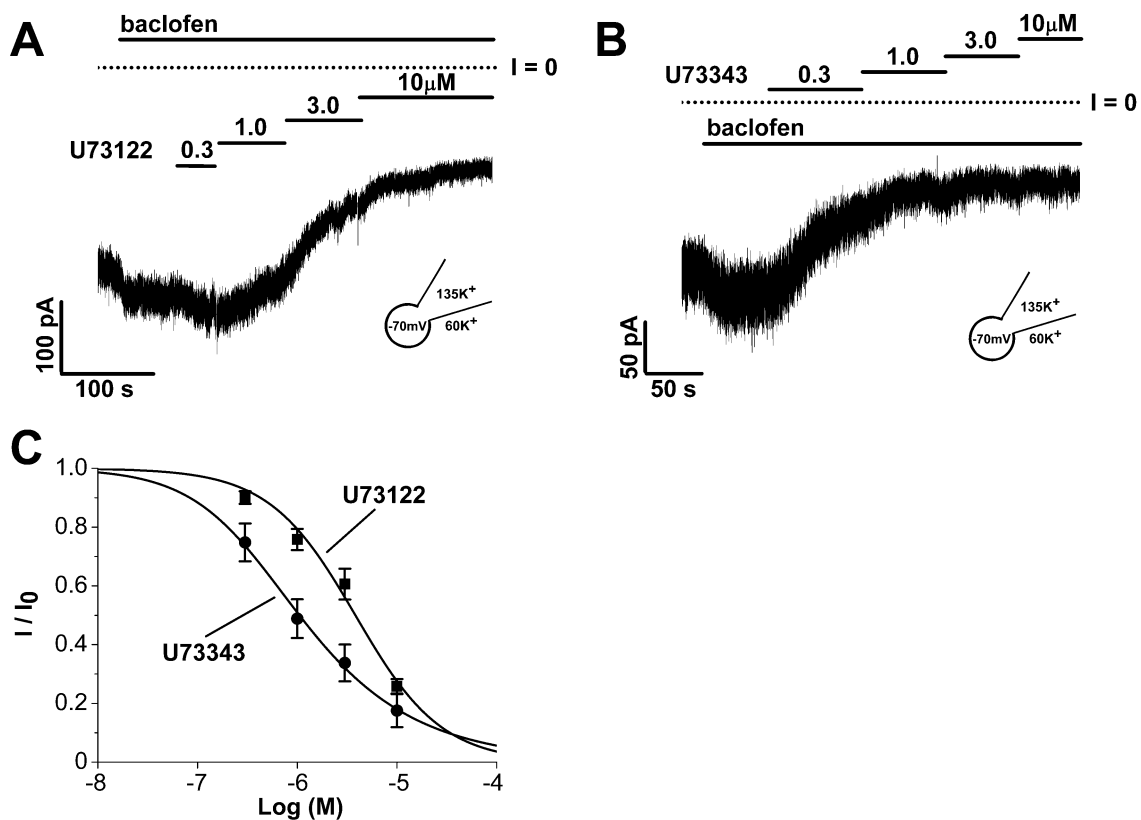 A
baclofen
I = 0
10μM
3.0
1.0
U73122
0.3
135K+
-70mV
60K+
100 pA
100 s
B
10μM
3.0
1.0
U73343
0.3
I = 0
baclofen
135K+
-70mV
60K+
50 pA
50 s
C
1.0
0.8
0.6
0.4
0.2
0
I / I0
U73122
U73343
-8
-7
-6
-5
-4
Log (M)